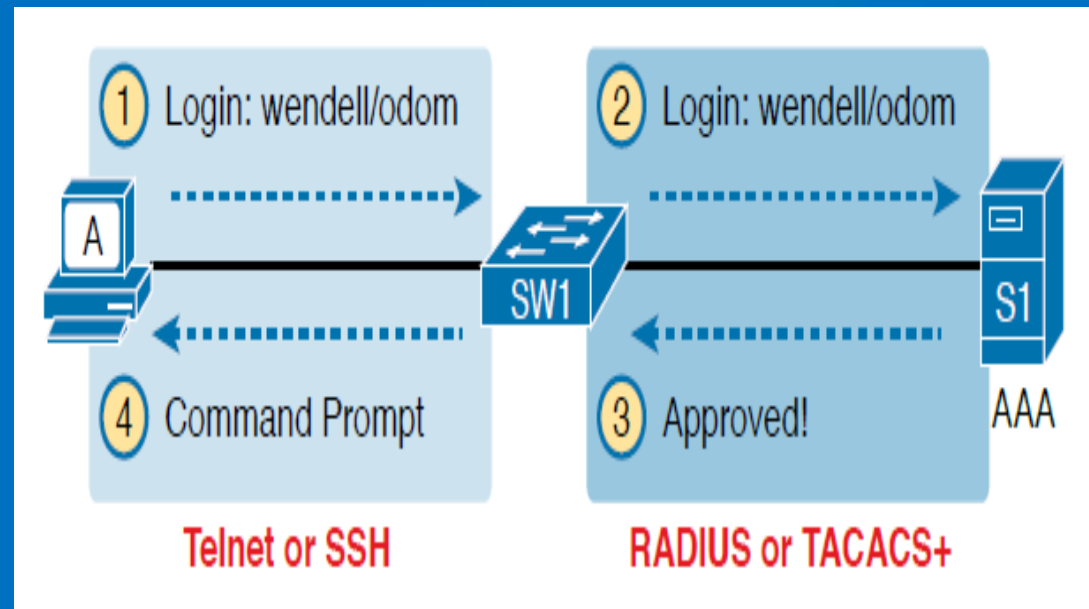 1 Login: wendell/odom
2 Login: wendell/odom
A
SW1
S1
4 Command Prompt
3 Approved!
AAA
Telnet or SSH
RADIUS or TACACS+